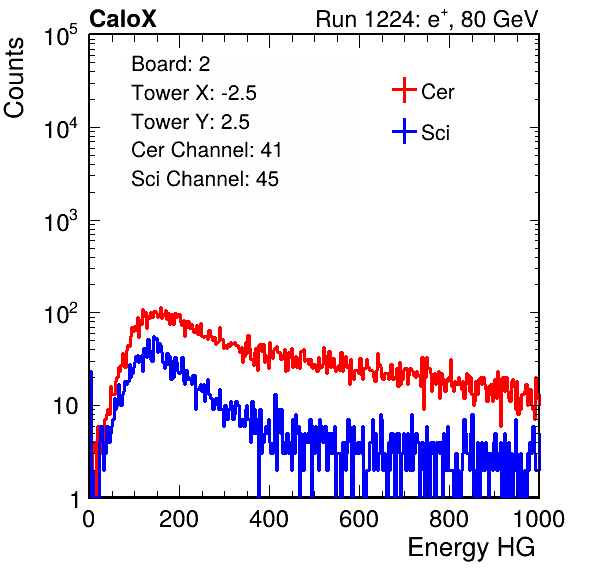 CaloX Run 1224: e⁺, 80 GeV
Counts
Board: 2
Tower X: -2.5
Tower Y: 2.5
Cer Channel: 41
Sci Channel: 45
Cer
Sci
10⁵
10⁴
10³
10²
10
1
0 200 400 600 800 1000
Energy HG